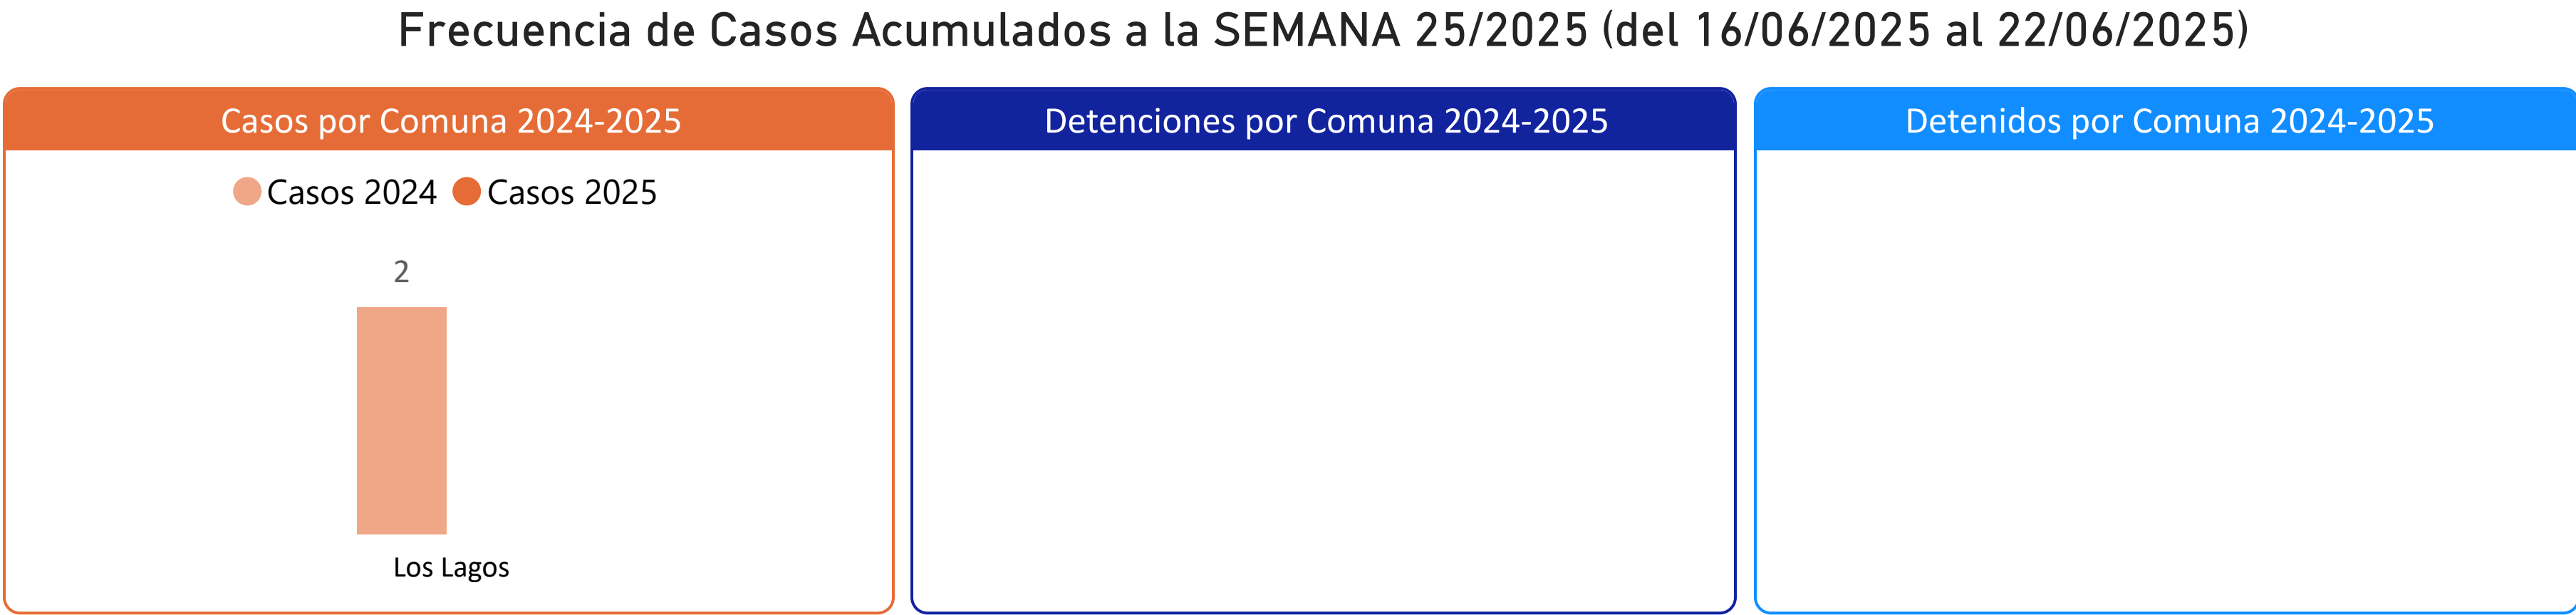 Frecuencia de Casos Acumulados a la SEMANA 25/2025 (del 16/06/2025 al 22/06/2025)
Casos por Comuna 2024-2025
Casos 2024 Casos 2025
2
Los Lagos
Detenciones por Comuna 2024-2025
Detenidos por Comuna 2024-2025